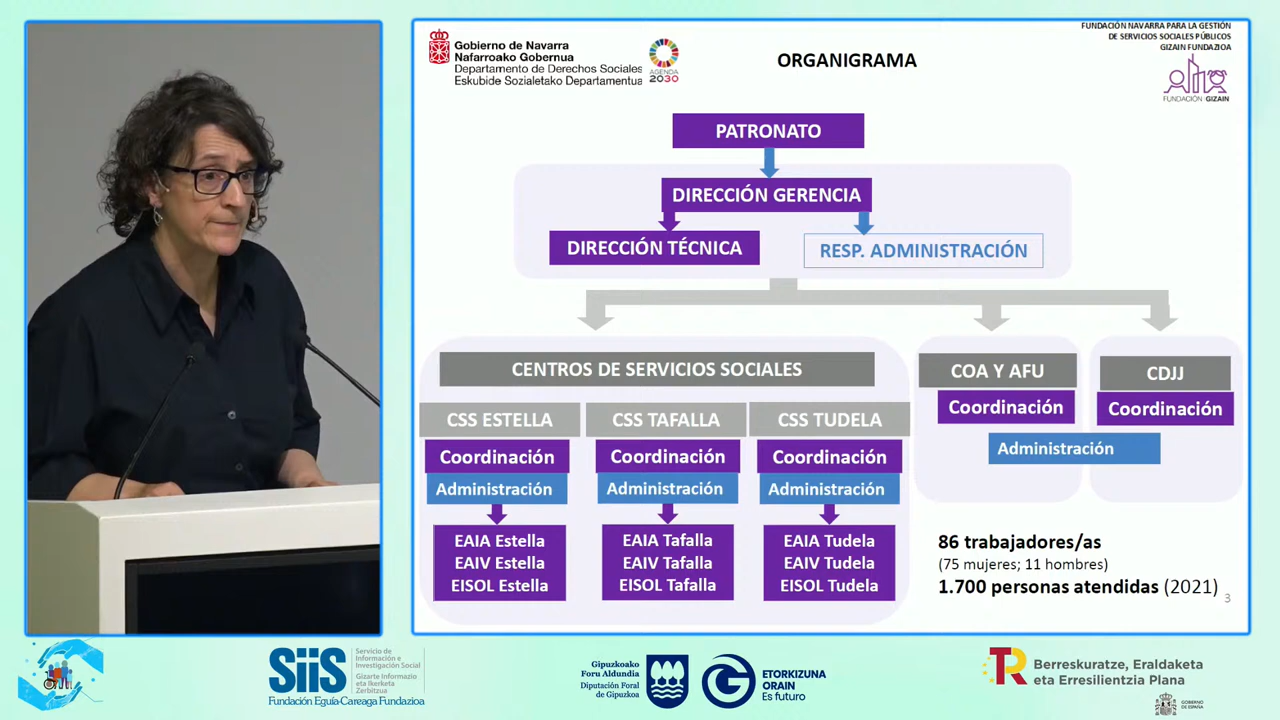 Gobierno de Navarra
Nafarroako Gobernua
Departamento de Derechos Sociales
Eskubide Sozialetako Departamentua
AGENDA
2030
ORGANIGRAMA
FUNDACIÓN NAVARRA PARA LA GESTIÓN
DE SERVICIOS SOCIALES PÚBLICOS
GIZAIN FUNDAZIOA
FUNDACIÓN GIZAIN
PATRONATO
DIRECCIÓN GERENCIA
DIRECCIÓN TÉCNICA
RESP. ADMINISTRACIÓN
CENTROS DE SERVICIOS SOCIALES
COA Y AFU
CDJJ
Coordinación
Coordinación
Administración
CSS ESTELLA
CSS TAFALLA
CSS TUDELA
Coordinación
Coordinación
Coordinación
Administración
Administración
Administración
EAIA Estella
EAIV Estella
EISOL Estella
EAIA Tafalla
EAIV Tafalla
EISOL Tafalla
EAIA Tudela
EAIV Tudela
EISOL Tudela
86 trabajadores/as
(75 mujeres; 11 hombres)
1.700 personas atendidas (2021)
3
SiiS
Servicio de
Información e
Investigación Social
Gizarte Informazio
eta Ikerketa
Zerbitzua
Fundación Eguía-Careaga Fundazioa
Gipuzkoako
Foru Aldundia
Diputación Foral
de Gipuzkoa
ETORKIZUNA
ORAIN
Es futuro
Berreskuratze, Eraldaketa
eta Erresilientzia Plana
GOBIERNO
DE ESPAÑA